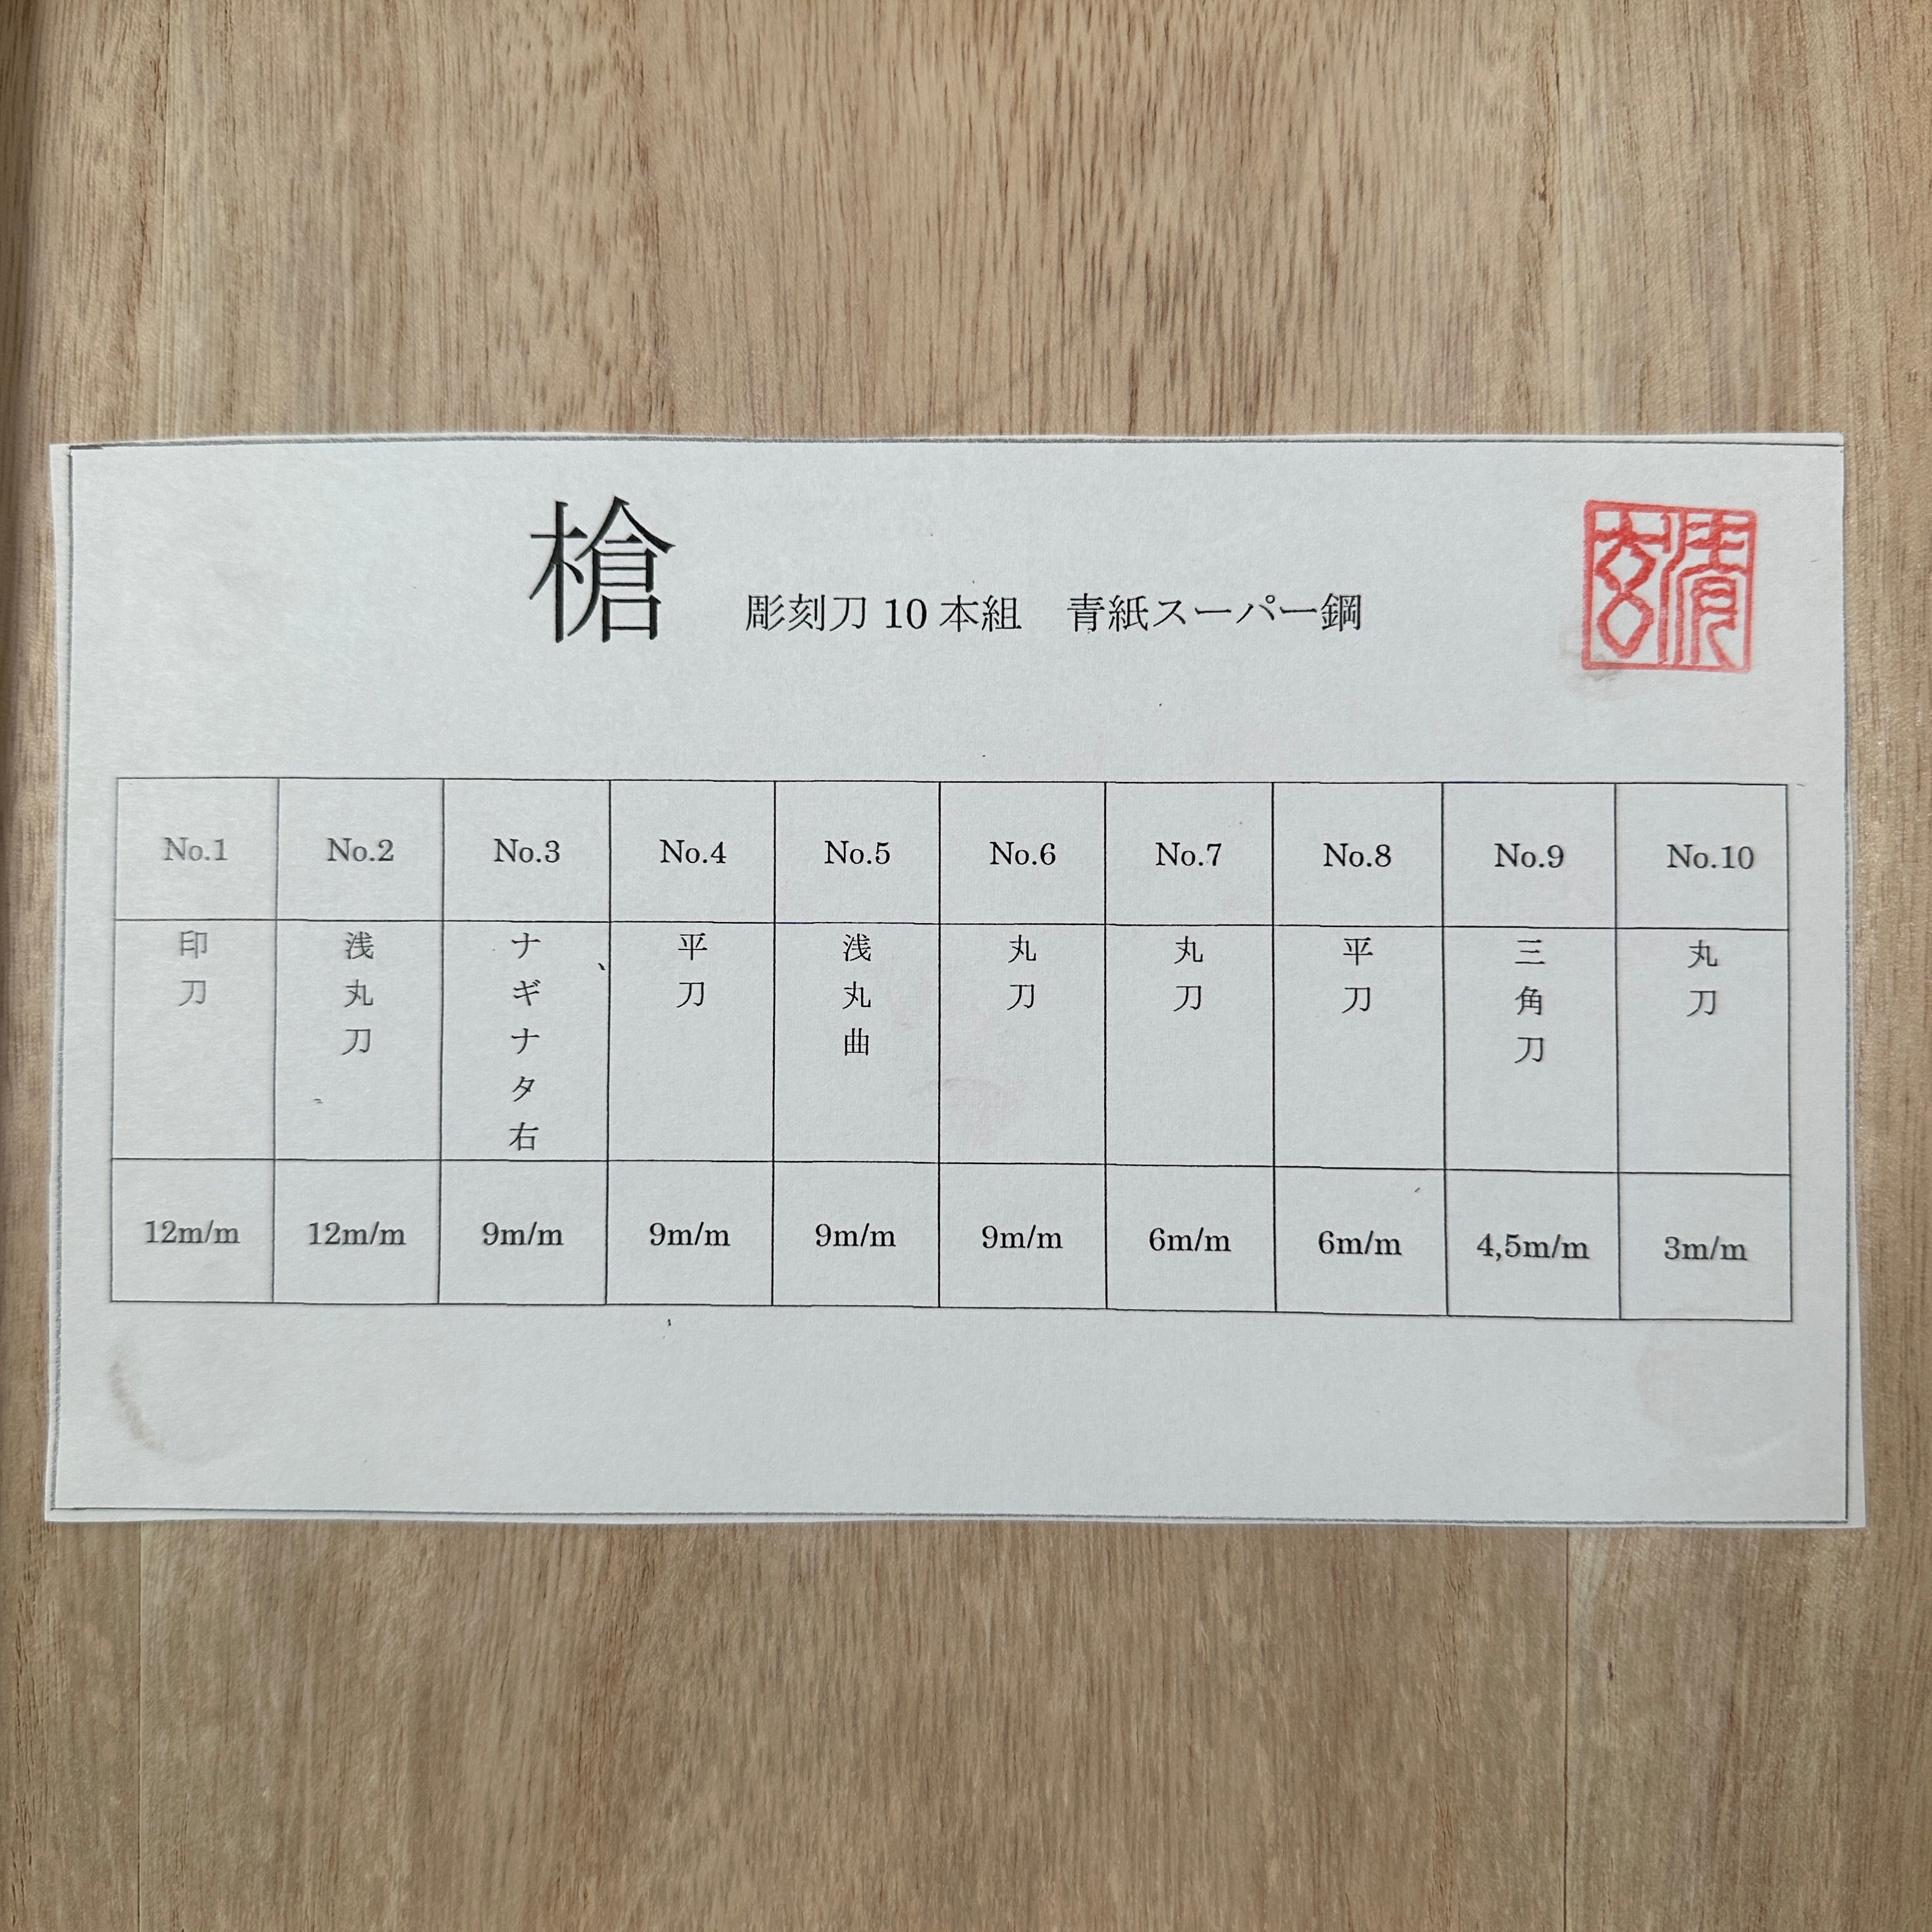 槍 彫刻刀 10 本組　青紙スーパー鋼
No.1 No.2 No.3 No.4 No.5 No.6 No.7 No.8 No.9 No.10
印刀 浅丸刀 ナギナタ右 平刀 浅丸曲 丸刀 丸刀 平刀 三角刀 丸刀
12m/m 12m/m 9m/m 9m/m 9m/m 9m/m 6m/m 6m/m 4,5m/m 3m/m